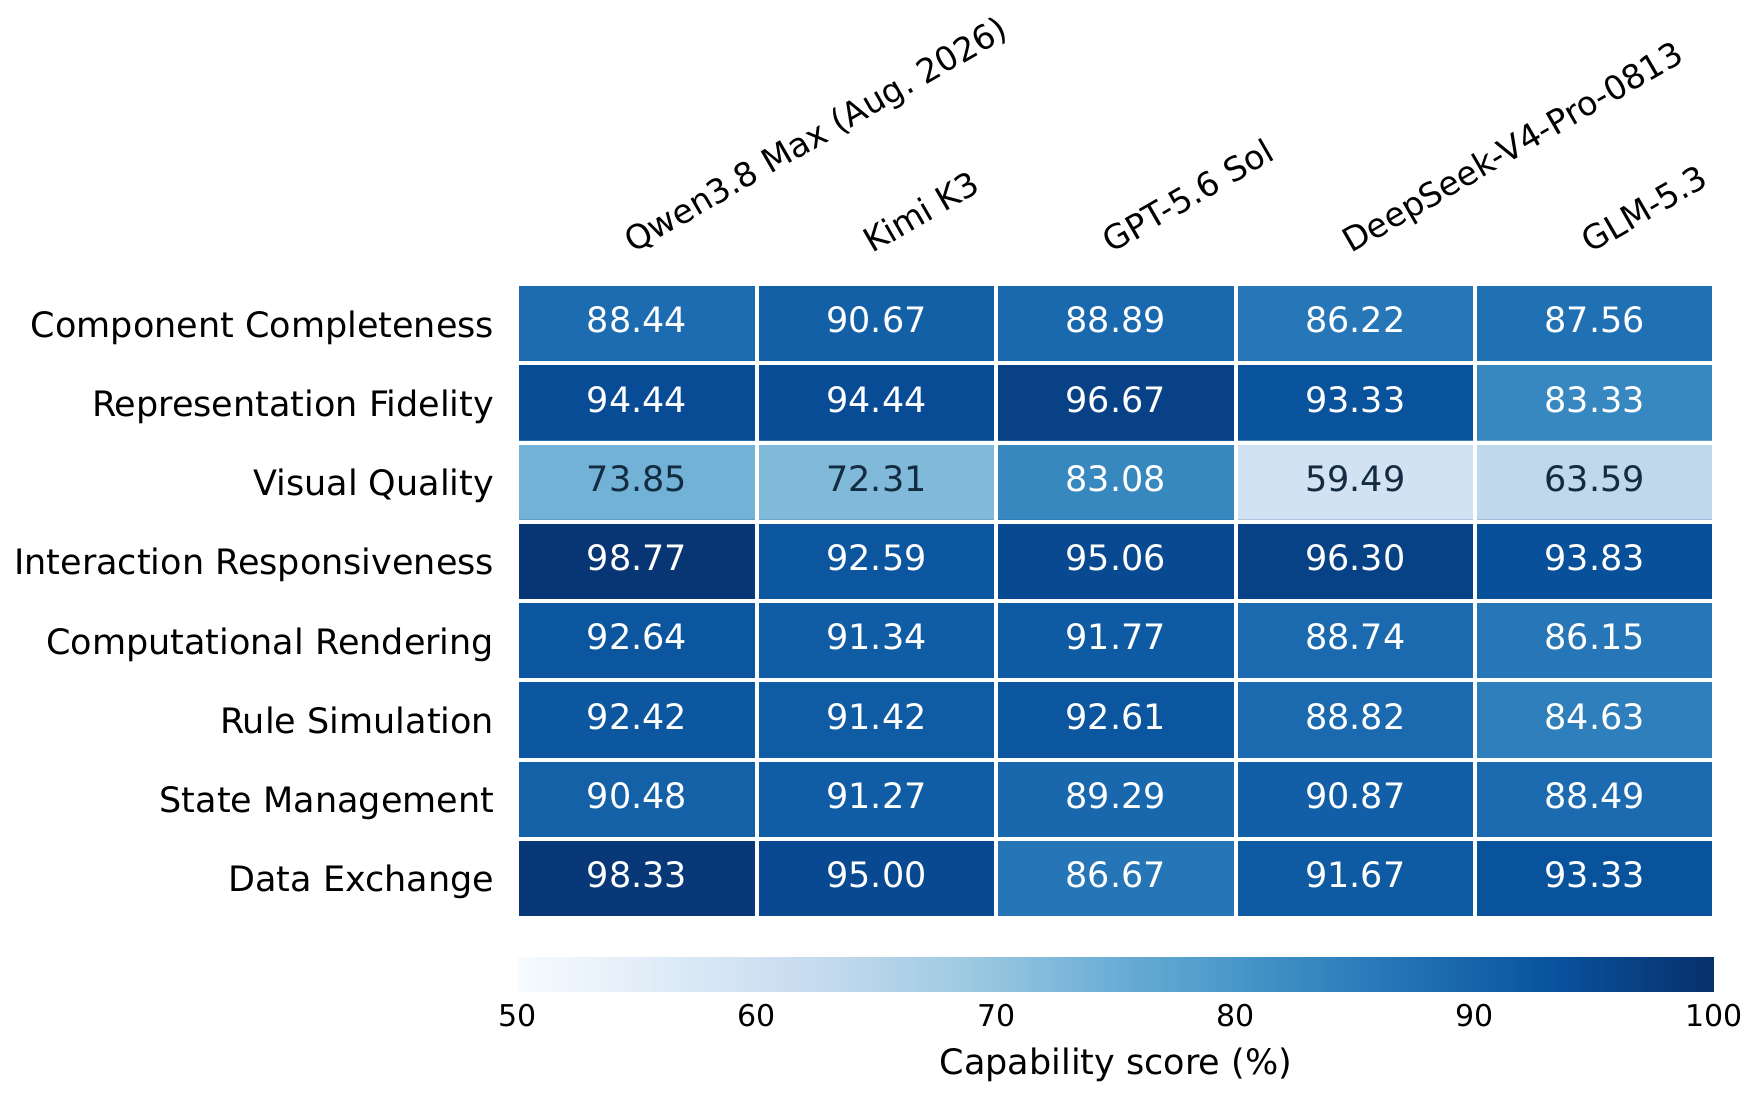 Qwen3.8 Max (Aug. 2026)
Kimi K3
GPT-5.6 Sol
DeepSeek-V4-Pro-0813
GLM-5.3
Component Completeness 88.44 90.67 88.89 86.22 87.56
Representation Fidelity 94.44 94.44 96.67 93.33 83.33
Visual Quality 73.85 72.31 83.08 59.49 63.59
Interaction Responsiveness 98.77 92.59 95.06 96.30 93.83
Computational Rendering 92.64 91.34 91.77 88.74 86.15
Rule Simulation 92.42 91.42 92.61 88.82 84.63
State Management 90.48 91.27 89.29 90.87 88.49
Data Exchange 98.33 95.00 86.67 91.67 93.33
50 60 70 80 90 100
Capability score (%)